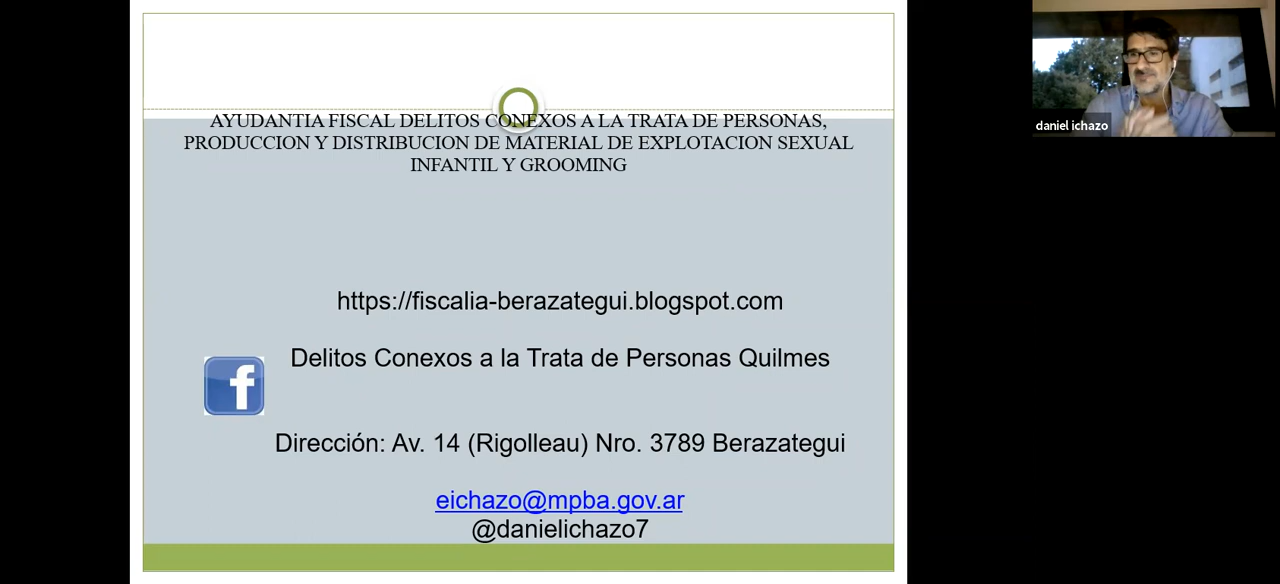 AYUDANTIA FISCAL DELITOS CONEXOS A LA TRATA DE PERSONAS,
PRODUCCION Y DISTRIBUCION DE MATERIAL DE EXPLOTACION SEXUAL
INFANTIL Y GROOMING
https://fiscalia-berazategui.blogspot.com
Delitos Conexos a la Trata de Personas Quilmes
f
Dirección: Av. 14 (Rigolleau) Nro. 3789 Berazategui
eichazo@mpba.gov.ar
@danielichazo7
daniel ichazo